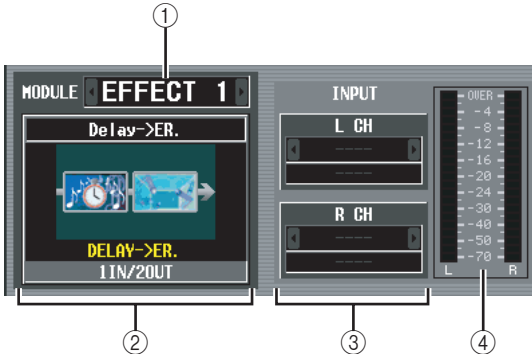 ①
MODULE EFFECT 1
Delay->ER.
DELAY->ER.
1IN/2OUT
INPUT
L CH
----
----
R CH
----
----
OVER
-4
-8
-12
-16
-20
-24
-30
-40
-50
-70
L R
② ③ ④